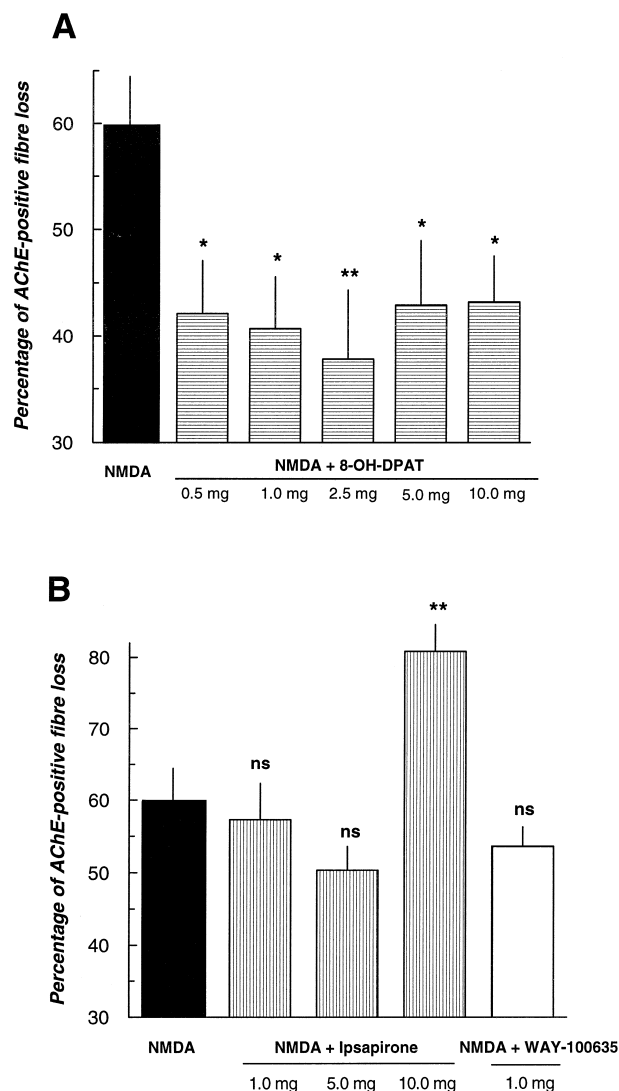 A
Percentage of AChE-positive fibre loss
60
50
40
30
*
*
**
*
*
NMDA
NMDA + 8-OH-DPAT
0.5 mg 1.0 mg 2.5 mg 5.0 mg 10.0 mg
B
Percentage of AChE-positive fibre loss
80
70
60
50
40
30
ns
ns
**
ns
NMDA NMDA + Ipsapirone NMDA + WAY-100635
1.0 mg 5.0 mg 10.0 mg 1.0 mg